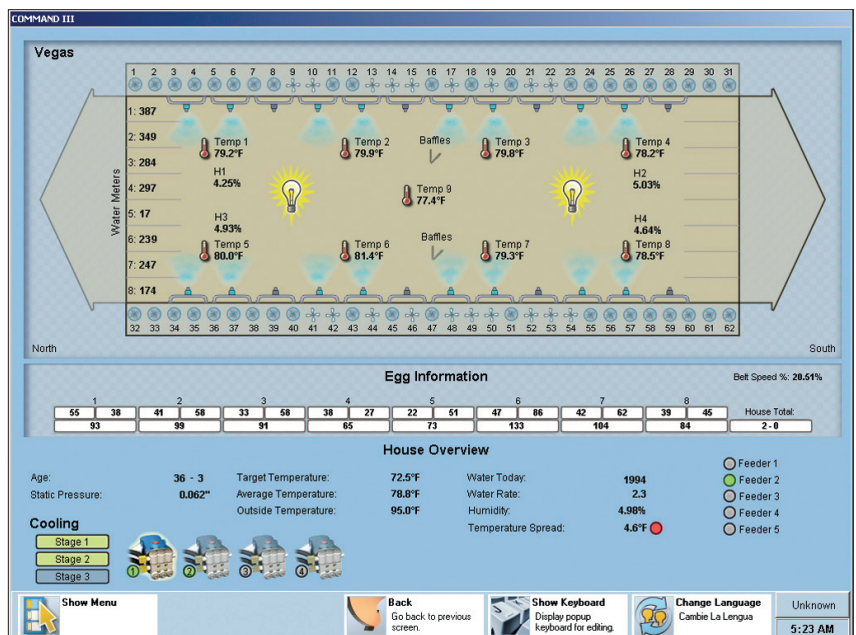 COMMAND III
Vegas
1 2 3 4 5 6 7 8 9 10 11 12 13 14 15 16 17 18 19 20 21 22 23 24 25 26 27 28 29 30 31
Water Meters
1: 387
2: 349
3: 284
4: 297
5: 17
6: 239
7: 247
8: 174
Temp 1
79.2°F
Temp 2
79.9°F
Baffles
Temp 3
79.8°F
Temp 4
78.2°F
H1
4.25%
H2
5.03%
Temp 9
77.4°F
H3
4.93%
H4
4.64%
Temp 5
80.0°F
Temp 6
81.4°F
Baffles
Temp 7
79.3°F
Temp 8
78.5°F
32 33 34 35 36 37 38 39 40 41 42 43 44 45 46 47 48 49 50 51 52 53 54 55 56 57 58 59 60 61 62
North
South
Egg Information
Belt Speed %: 20.51%
1 2 3 4 5 6 7 8
55 38 41 58 33 58 38 27 22 51 47 86 42 62 39 45 House Total:
93 99 91 65 73 133 104 84 2 - 0
House Overview
Age: 36 - 3
Static Pressure: 0.062"
Target Temperature: 72.5°F
Average Temperature: 78.8°F
Outside Temperature: 95.0°F
Water Today: 1994
Water Rate: 2.3
Humidity: 4.98%
Temperature Spread: 4.6°F
Feeder 1
Feeder 2
Feeder 3
Feeder 4
Feeder 5
Cooling
Stage 1
Stage 2
Stage 3
1 2 3 4
Show Menu
Back
Go back to previous
screen.
Show Keyboard
Display popup
keyboard for editing.
Change Language
Cambie La Lengua
Unknown
5:23 AM